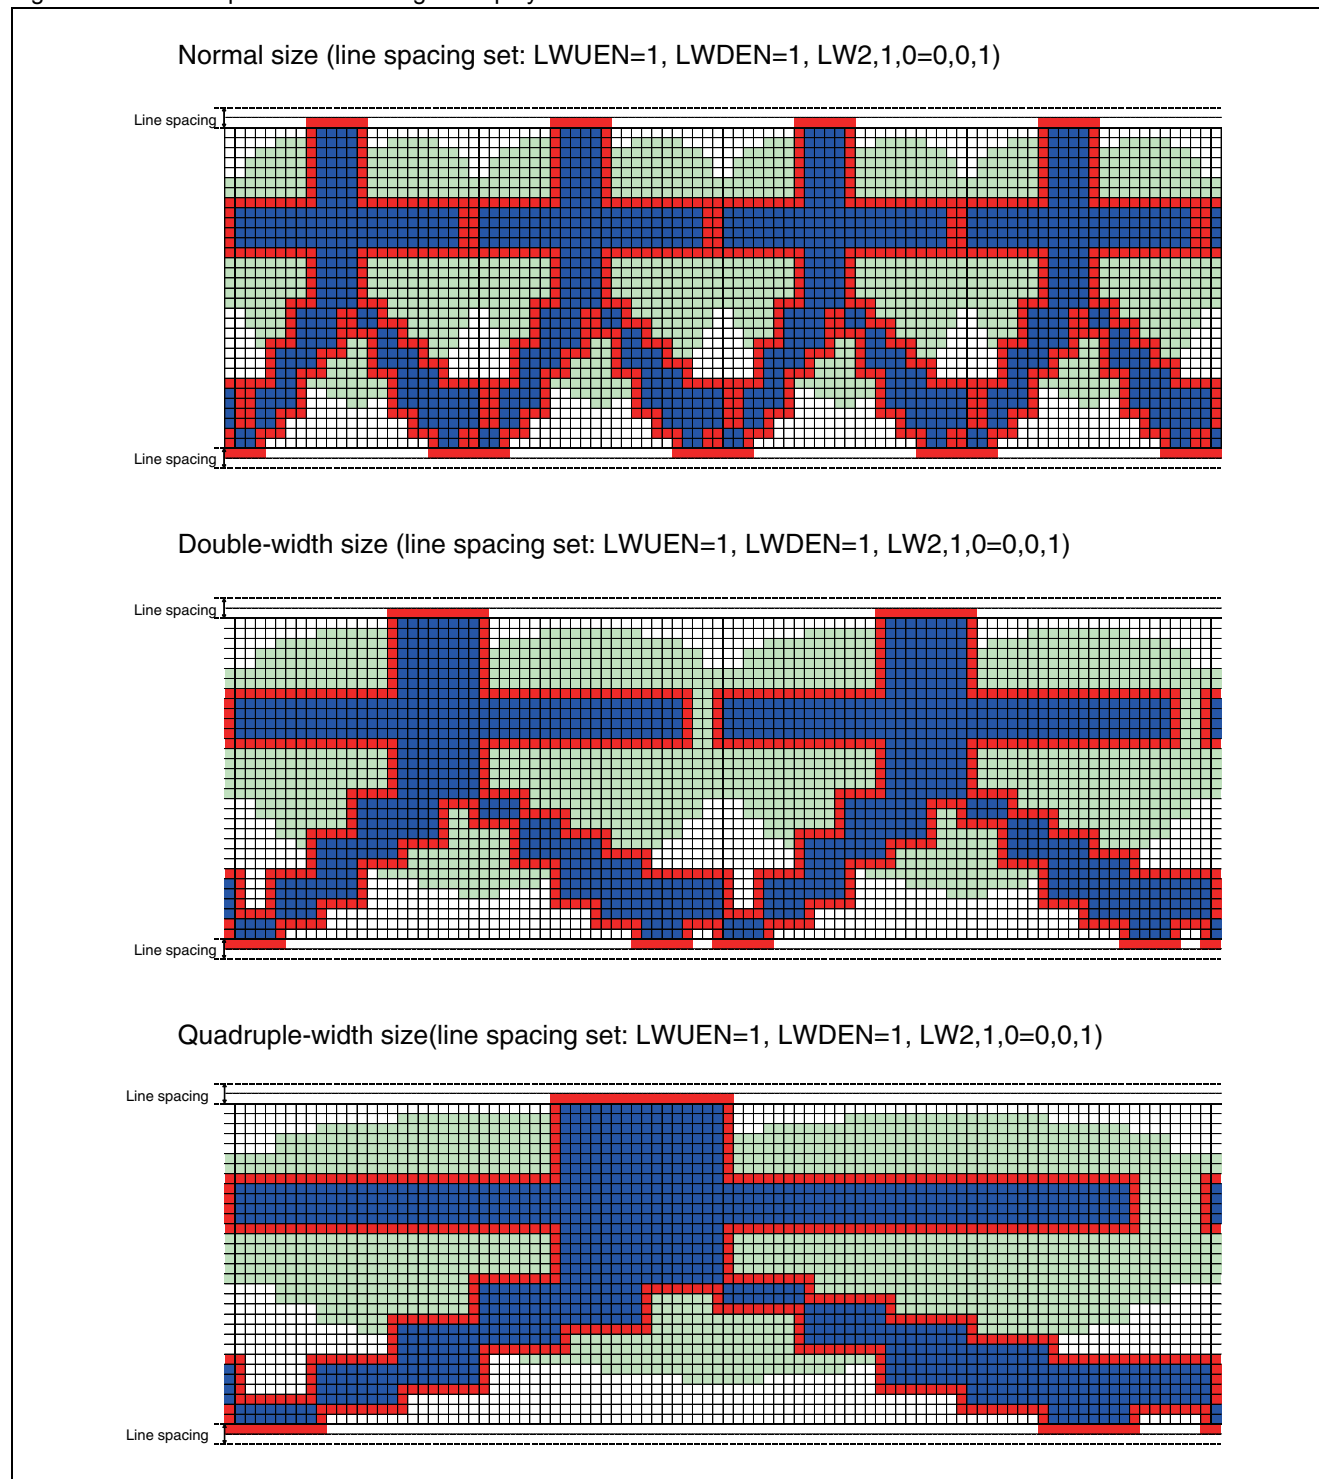 Normal size (line spacing set: LWUEN=1, LWDEN=1, LW2,1,0=0,0,1)
Line spacing
Line spacing
Double-width size (line spacing set: LWUEN=1, LWDEN=1, LW2,1,0=0,0,1)
Line spacing
Line spacing
Quadruple-width size(line spacing set: LWUEN=1, LWDEN=1, LW2,1,0=0,0,1)
Line spacing
Line spacing